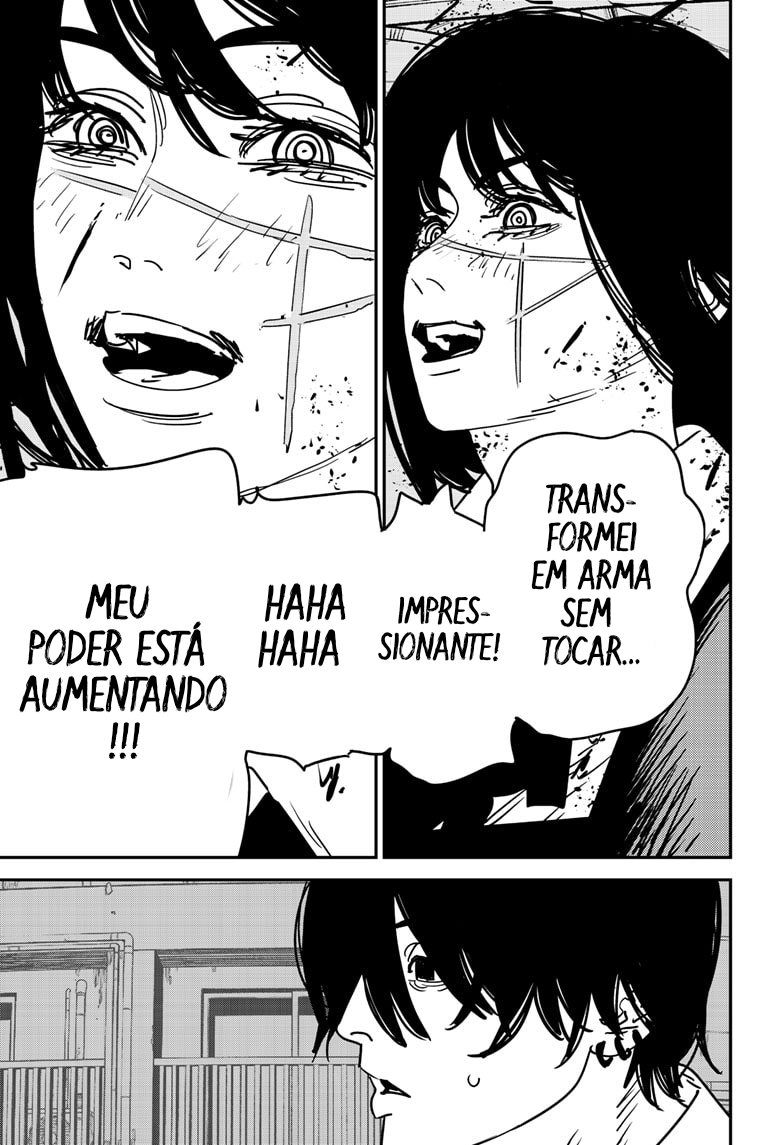 TRANS-
FORMEI
EM ARMA
SEM
TOCAR...
IMPRES-
SIONANTE!
HAHA
HAHA
MEU
PODER ESTÁ
AUMENTANDO
!!!